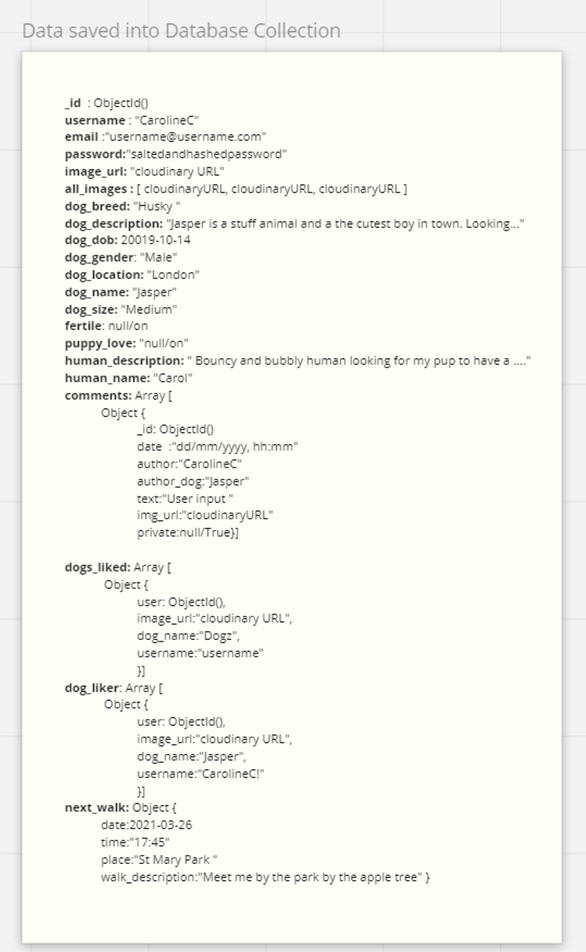 Data saved into Database Collection
_id : ObjectId()
username : "CarolineC"
email :"username@username.com"
password:"saltedandhashedpassword"
image_url: "cloudinary URL"
all_images : [ cloudinaryURL, cloudinaryURL, cloudinaryURL ]
dog_breed: "Husky "
dog_description: "Jasper is a stuff animal and a the cutest boy in town. Looking..."
dog_dob: 20019-10-14
dog_gender: "Male"
dog_location: "London"
dog_name: "Jasper"
dog_size: "Medium"
fertile: null/on
puppy_love: "null/on"
human_description: " Bouncy and bubbly human looking for my pup to have a ...."
human_name: "Carol"
comments: Array [
Object {
_id: ObjectId()
date :"dd/mm/yyyy, hh:mm"
author:"CarolineC"
author_dog:"Jasper"
text:"User input "
img_url:"cloudinaryURL"
private:null/True}]
dogs_liked: Array [
Object {
user: ObjectId(),
image_url:"cloudinary URL",
dog_name:"Dogz",
username:"username"
}]
dog_liker: Array [
Object {
user: ObjectId(),
image_url:"cloudinary URL",
dog_name:"Jasper",
username:"CarolineC!"
}]
next_walk: Object {
date:2021-03-26
time:"17:45"
place:"St Mary Park "
walk_description:"Meet me by the park by the apple tree" }